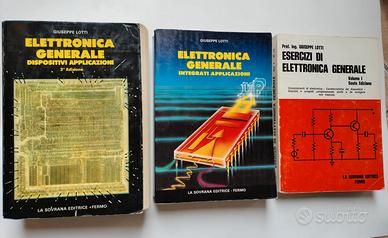 GIUSEPPE LOTTI
ELETTRONICA
GENERALE
DISPOSITIVI APPLICAZIONI
3ª Edizione
LA SOVRANA EDITRICE - FERMO
GIUSEPPE LOTTI
ELETTRONICA
GENERALE
INTEGRATI APPLICAZIONI
µP
LA SOVRANA EDITRICE - FERMO
Prof. Ing. GIUSEPPE LOTTI
ESERCIZI DI
ELETTRONICA GENERALE
Volume I
Sesta Edizione
LA SOVRANA EDITRICE
FERMO
subito